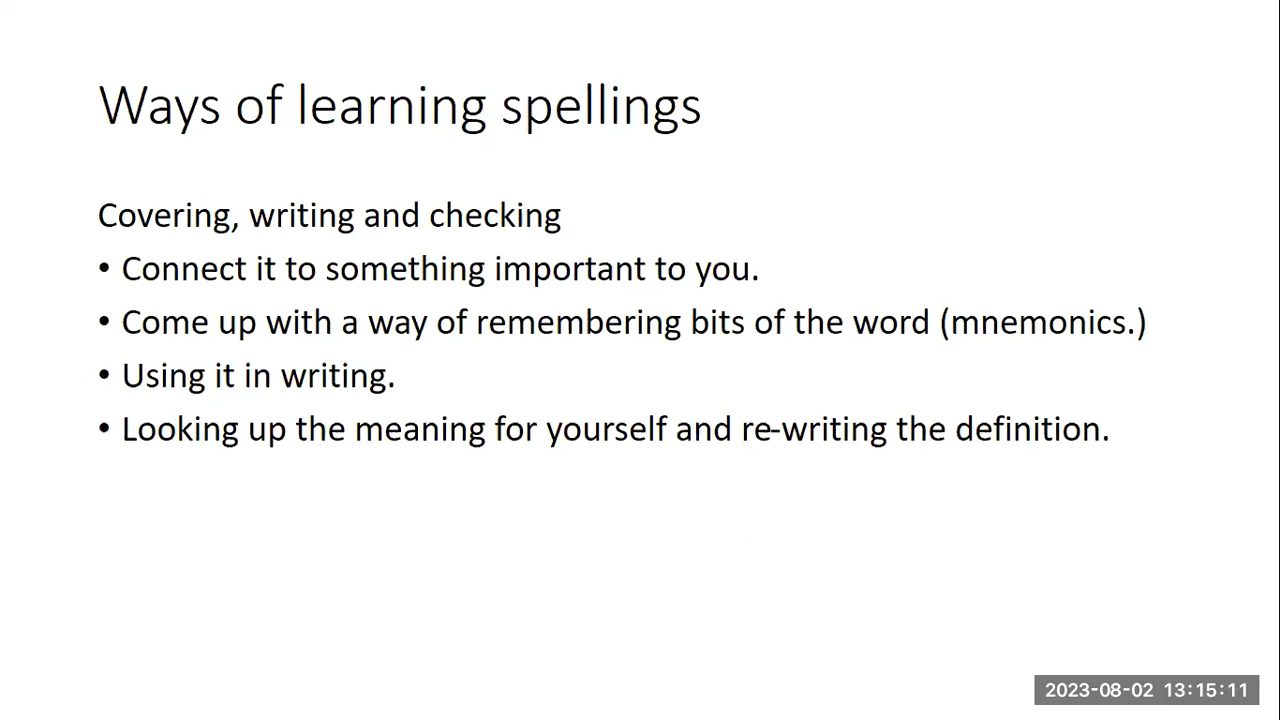 Ways of learning spellings
Covering, writing and checking
• Connect it to something important to you.
• Come up with a way of remembering bits of the word (mnemonics.)
• Using it in writing.
• Looking up the meaning for yourself and re-writing the definition.
2023-08-02 13:15:11